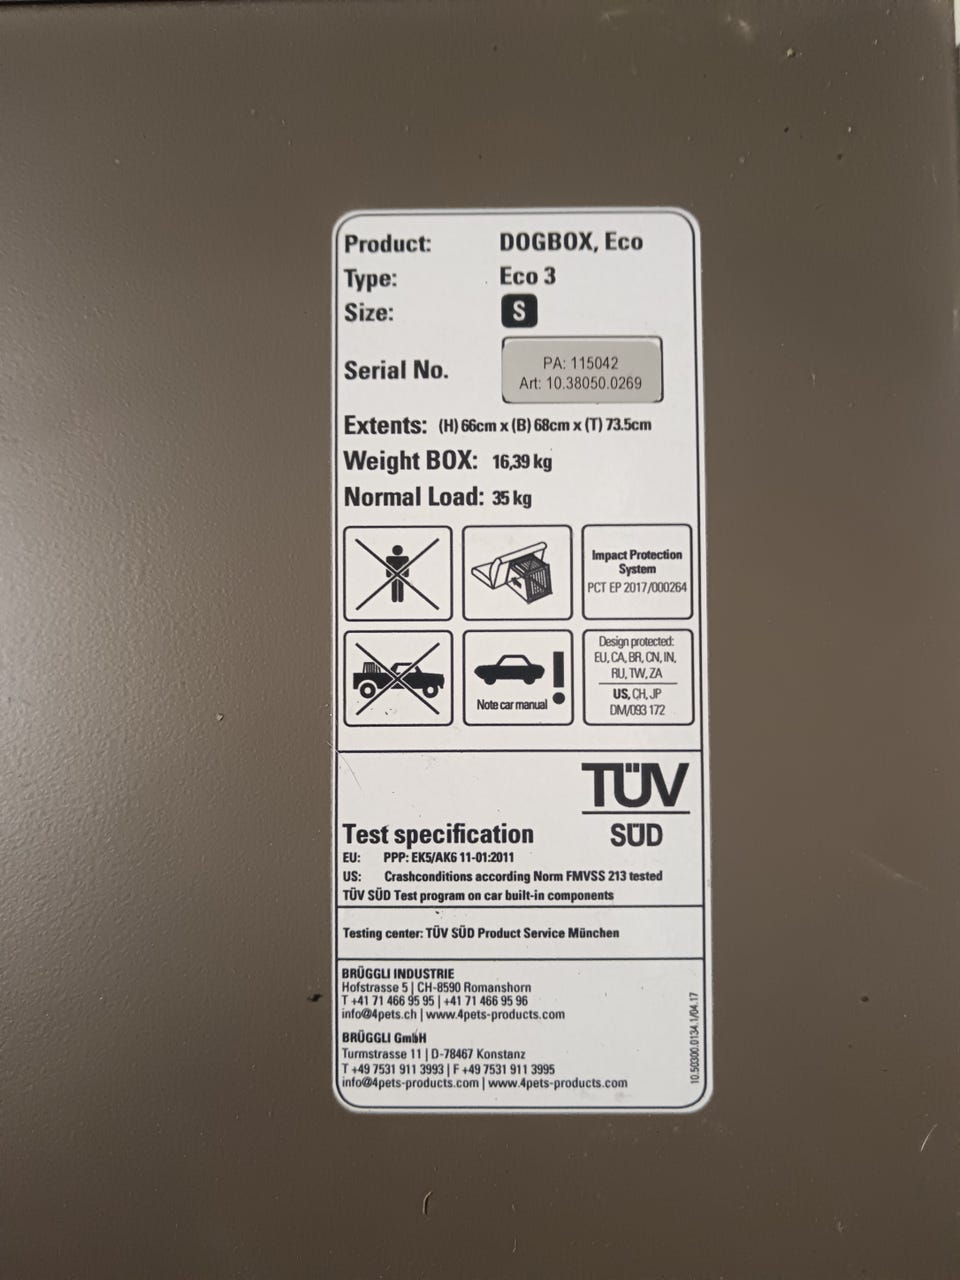 Product: DOGBOX, Eco
Type: Eco 3
Size: S
Serial No. PA: 115042
Art: 10.38050.0269
Extents: (H) 66cm x (B) 68cm x (T) 73.5cm
Weight BOX: 16,39 kg
Normal Load: 35 kg
Impact Protection
System
PCT EP 2017/000264
Note car manual
Design protected:
EU, CA, BR, CN, IN,
RU, TW, ZA
US, CH, JP
DM/093 172
TÜV
SÜD
Test specification
EU: PPP: EK5/AK6 11-01:2011
US: Crashconditions according Norm FMVSS 213 tested
TÜV SÜD Test program on car built-in components
Testing center: TÜV SÜD Product Service München
BRÜGGLI INDUSTRIE
Hofstrasse 5 | CH-8590 Romanshorn
T +41 71 466 95 95 | +41 71 466 95 96
info@4pets.ch | www.4pets-products.com
BRÜGGLI GmbH
Turmstrasse 11 | D-78467 Konstanz
T +49 7531 911 3993 | F +49 7531 911 3995
info@4pets-products.com | www.4pets-products.com
10.50300.0134.1/04.17